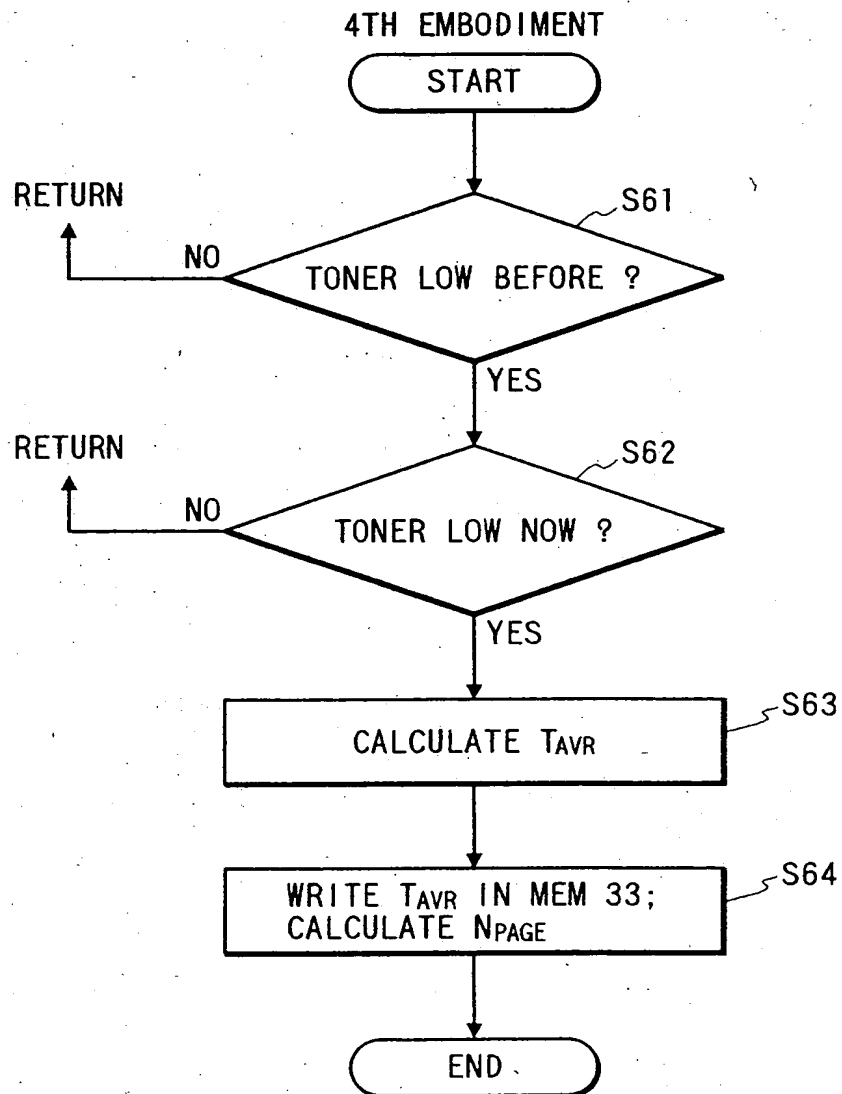 4TH EMBODIMENT
START
S61
RETURN
NO
TONER LOW BEFORE ?
YES
S62
RETURN
NO
TONER LOW NOW ?
YES
S63
CALCULATE TAVR
S64
WRITE TAVR IN MEM 33;
CALCULATE NPAGE
END